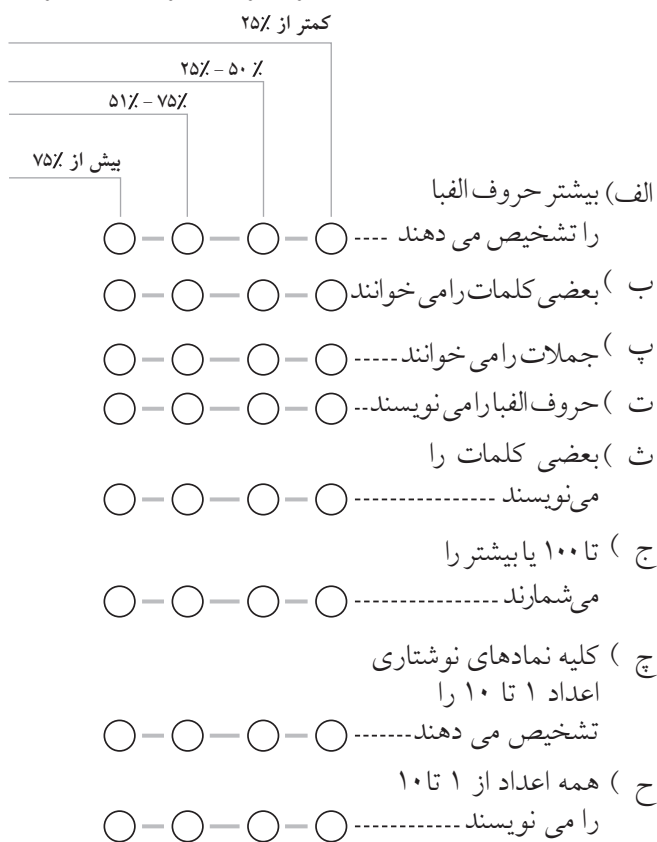 کمتر از ٪۲۵
۲۵٪ – ۵۰ ٪
۵۱٪ – ۷۵٪
بیش از ٪۷۵
الف) بیشتر حروف الفبا
را تشخیص می دهند ----
ب ) بعضی کلمات را می خوانند
پ ) جملات را می خوانند-----
ت ) حروف الفبا را می نویسند--
ث ) بعضی کلمات را
می‌نویسند ----------------
ج ) تا ۱۰۰ یا بیشتر را
می‌شمارند ----------------
چ ) کلیه نمادهای نوشتاری
اعداد ۱ تا ۱۰ را
تشخیص می دهند-------
ح ) همه اعداد از ۱ تا ۱۰
را می نویسند ------------